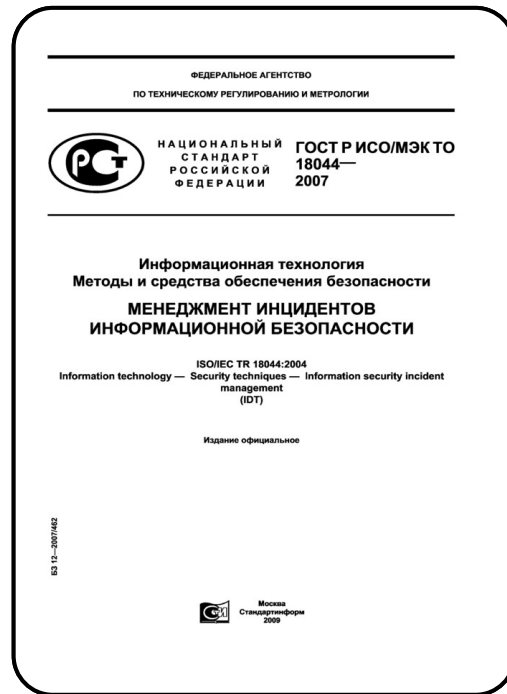 ФЕДЕРАЛЬНОЕ АГЕНТСТВО
ПО ТЕХНИЧЕСКОМУ РЕГУЛИРОВАНИЮ И МЕТРОЛОГИИ
РСТ
НАЦИОНАЛЬНЫЙ
СТАНДАРТ
РОССИЙСКОЙ
ФЕДЕРАЦИИ
ГОСТ Р ИСО/МЭК ТО
18044—
2007
Информационная технология
Методы и средства обеспечения безопасности
МЕНЕДЖМЕНТ ИНЦИДЕНТОВ
ИНФОРМАЦИОННОЙ БЕЗОПАСНОСТИ
ISO/IEC TR 18044:2004
Information technology — Security techniques — Information security incident
management
(IDT)
Издание официальное
БЗ 12—2007/462
Москва
Стандартинформ
2009